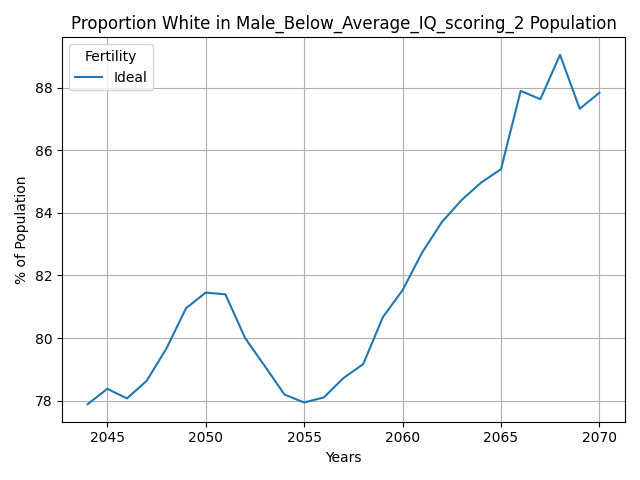 Proportion White in Male_Below_Average_IQ_scoring_2 Population
Fertility
Ideal
% of Population
88
86
84
82
80
78
2045 2050 2055 2060 2065 2070
Years